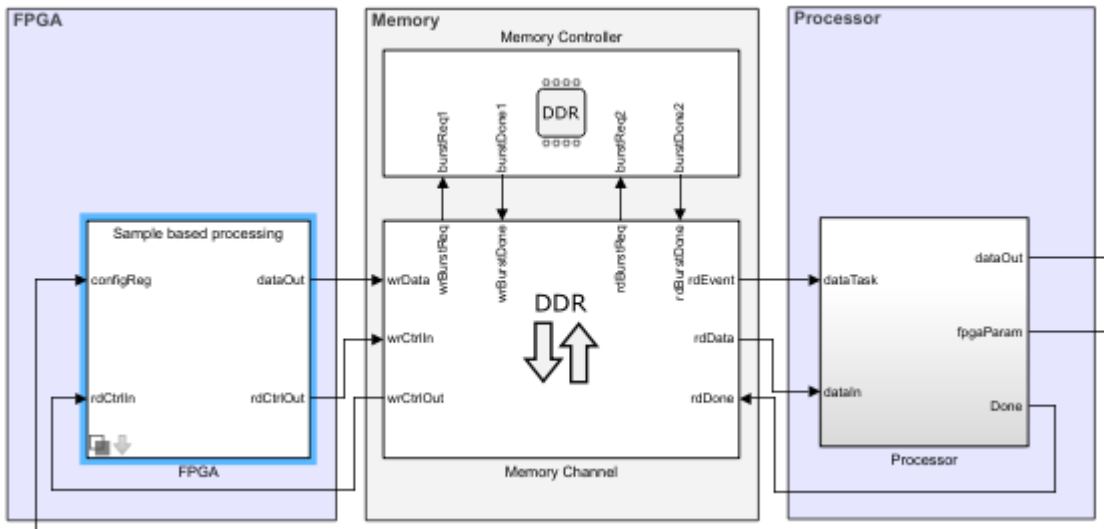 FPGA
Memory
Processor
Memory Controller
DDR
burstReq1
burstDone1
burstReq2
burstDone2
wrBurstReq
wrBurstDone
rdBurstReq
rdBurstDone
Sample based processing
configReg
dataOut
rdCtrlIn
rdCtrlOut
FPGA
wrData
wrCtrlIn
wrCtrlOut
DDR
rdEvent
rdData
rdDone
Memory Channel
dataTask
dataIn
dataOut
fpgaParam
Done
Processor